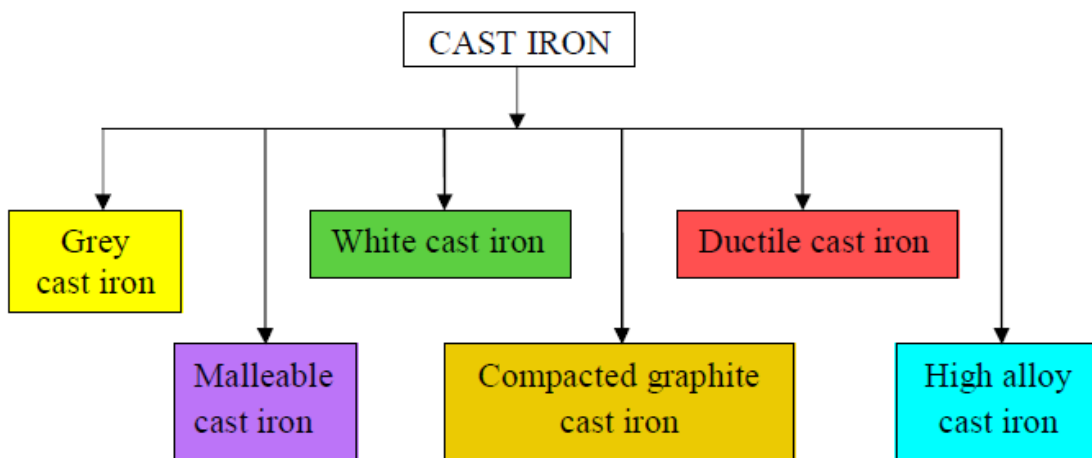 CAST IRON
Grey
cast iron
White cast iron
Ductile cast iron
Malleable
cast iron
Compacted graphite
cast iron
High alloy
cast iron